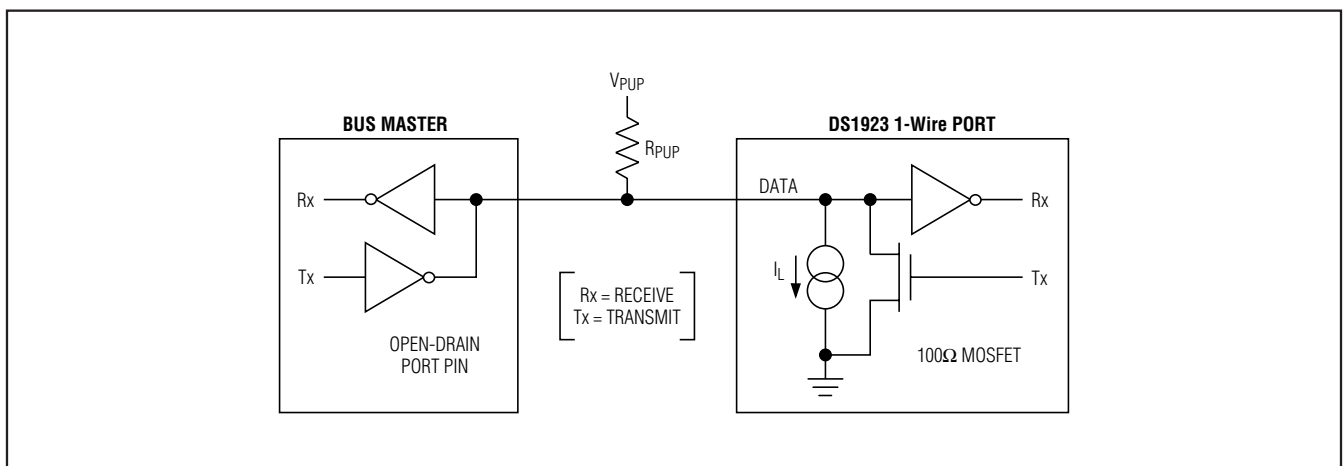 VPUP
BUS MASTER
DS1923 1-Wire PORT
RPUP
Rx
DATA
Rx
Tx
IL
Tx
Rx = RECEIVE
Tx = TRANSMIT
OPEN-DRAIN
PORT PIN
100Ω MOSFET